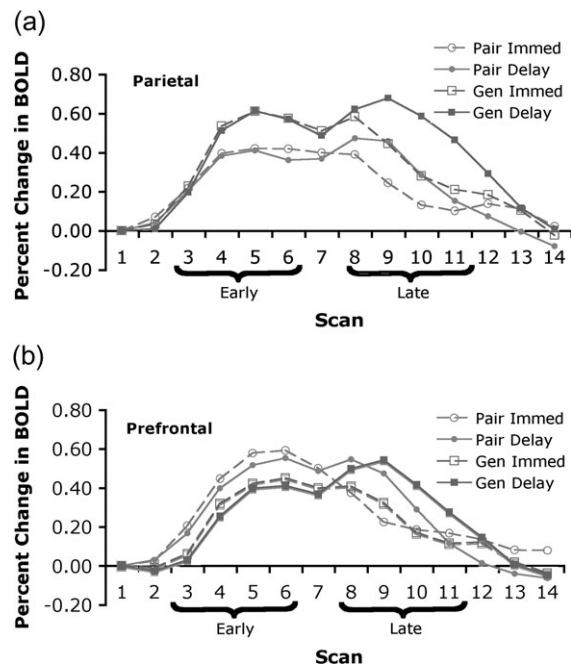 (a)
Percent Change in BOLD
0.80
0.60
0.40
0.20
0.00
-0.20
Parietal
Pair Immed
Pair Delay
Gen Immed
Gen Delay
1 2 3 4 5 6 7 8 9 10 11 12 13 14
Early Late
Scan
(b)
Percent Change in BOLD
0.80
0.60
0.40
0.20
0.00
-0.20
Prefrontal
Pair Immed
Pair Delay
Gen Immed
Gen Delay
1 2 3 4 5 6 7 8 9 10 11 12 13 14
Early Late
Scan